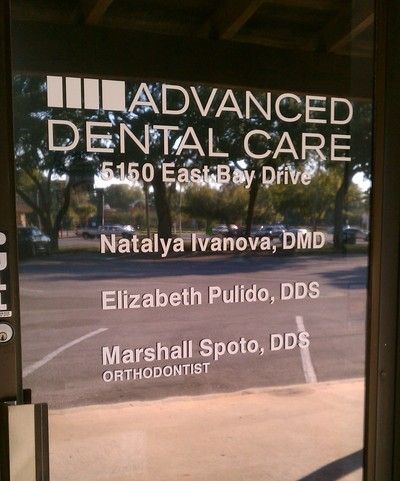 ADVANCED
DENTAL CARE
5150 East Bay Drive
Natalya Ivanova, DMD
Elizabeth Pulido, DDS
Marshall Spoto, DDS
ORTHODONTIST